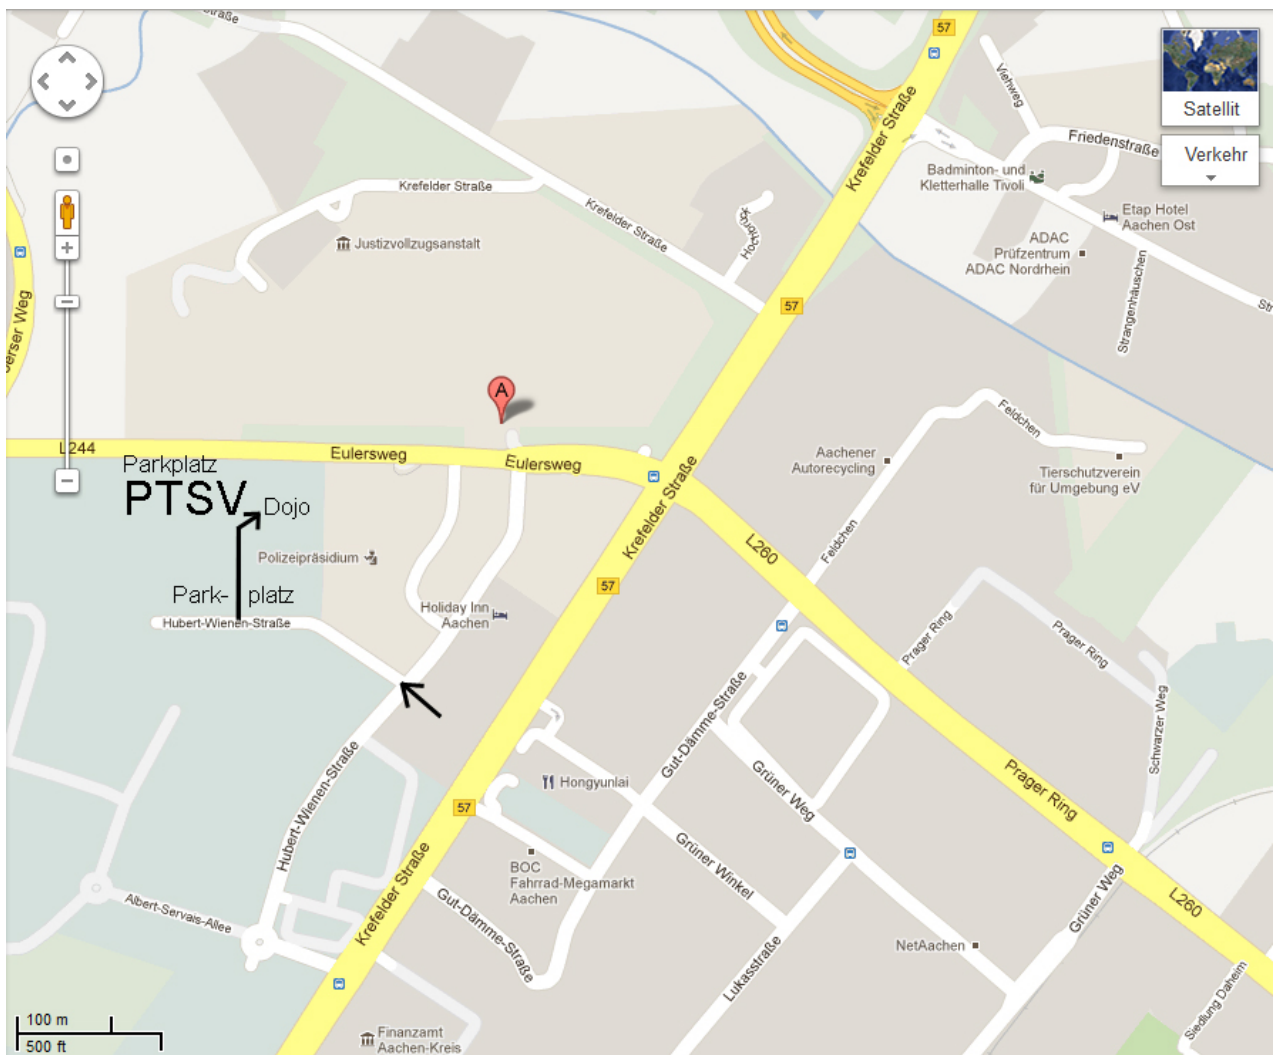 raße
57
Krefelder Straße
Viehweg
Satellit
Friedenstraße
Verkehr
Badminton- und
Kletterhalle Tivoli
Krefelder Straße
Krefelder Straße
Hochbrück
Etap Hotel
Aachen Ost
Justizvollzugsanstalt
ADAC
Prüfzentrum
ADAC Nordrhein
Strangenhäuschen
Str
57
erser Weg
A
Feldchen
L244
Eulersweg
Eulersweg
Parkplatz
PTSV
Dojo
Krefelder Straße
Aachener
Autorecycling
Tierschutzverein
für Umgebung eV
Feldchen
L260
Polizeipräsidium
57
Park- platz
Hubert-Wienen-Straße
Holiday Inn
Aachen
Prager Ring
Prager Ring
Schwarzer Weg
Gut-Dämme-Straße
Hubert-Wienen-Straße
Hongyunlai
Grüner Weg
Prager Ring
57
Krefelder Straße
BOC
Fahrrad-Megamarkt
Aachen
Grüner Winkel
Gut-Dämme-Straße
Albert-Servais-Allee
Grüner Weg
L260
NetAachen
Lukasstraße
Siedlung Daheim
100 m
500 ft
Finanzamt
Aachen-Kreis